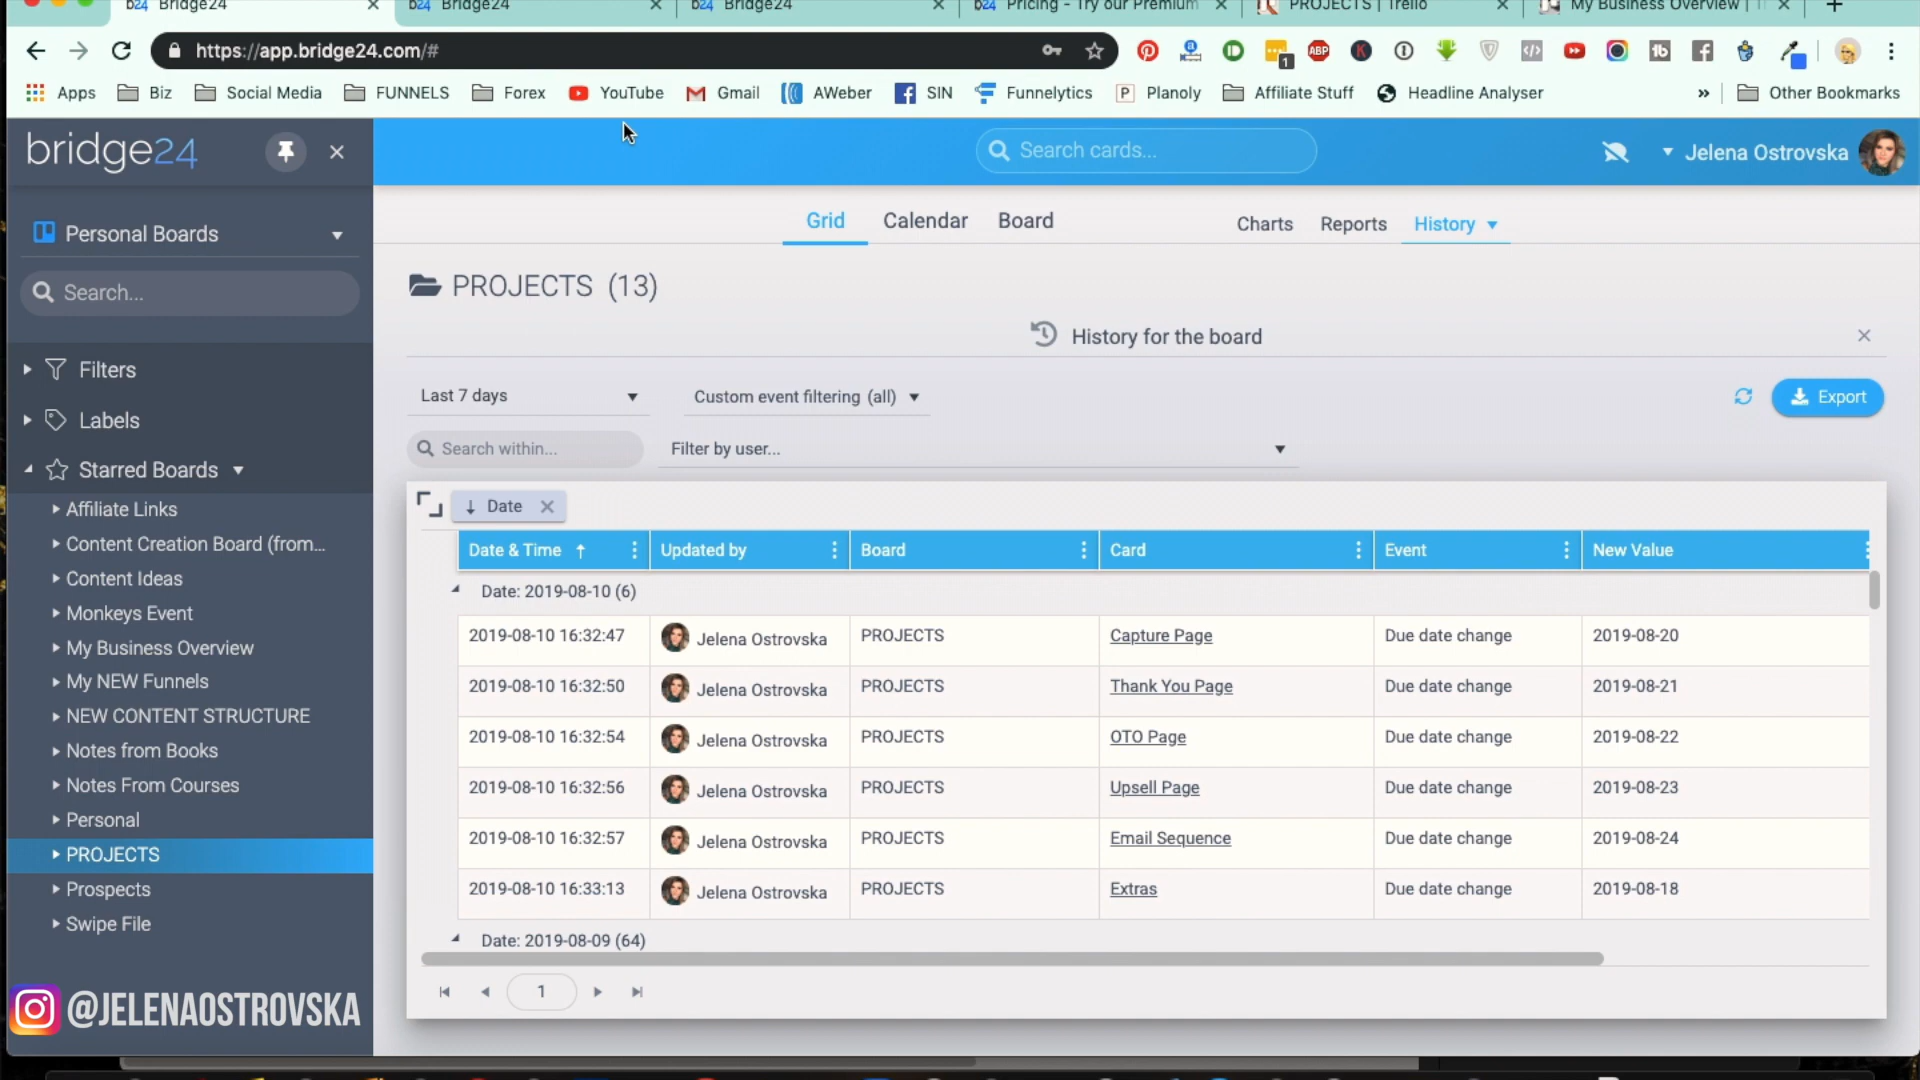 b24 Bridge24
b24 Bridge24
b24 Bridge24
b24 Pricing - Try our Premium
PROJECTS | Trello
My Business Overview |
https://app.bridge24.com/#
1
ABP
Apps
Biz
Social Media
FUNNELS
Forex
YouTube
Gmail
AWeber
SIN
Funnelytics
Planoly
Affiliate Stuff
Headline Analyser
»
Other Bookmarks
bridge24
Search cards...
Jelena Ostrovska
Personal Boards
Search...
Filters
Labels
Starred Boards
Affiliate Links
Content Creation Board (from...
Content Ideas
Monkeys Event
My Business Overview
My NEW Funnels
NEW CONTENT STRUCTURE
Notes from Books
Notes From Courses
Personal
PROJECTS
Prospects
Swipe File
@JELENAOSTROVSKA
Grid
Calendar
Board
Charts
Reports
History
PROJECTS (13)
History for the board
Last 7 days
Custom event filtering (all)
Export
Search within...
Filter by user...
Date
Date & Time Updated by Board Card Event New Value
Date: 2019-08-10 (6)
2019-08-10 16:32:47 Jelena Ostrovska PROJECTS Capture Page Due date change 2019-08-20
2019-08-10 16:32:50 Jelena Ostrovska PROJECTS Thank You Page Due date change 2019-08-21
2019-08-10 16:32:54 Jelena Ostrovska PROJECTS OTO Page Due date change 2019-08-22
2019-08-10 16:32:56 Jelena Ostrovska PROJECTS Upsell Page Due date change 2019-08-23
2019-08-10 16:32:57 Jelena Ostrovska PROJECTS Email Sequence Due date change 2019-08-24
2019-08-10 16:33:13 Jelena Ostrovska PROJECTS Extras Due date change 2019-08-18
Date: 2019-08-09 (64)
1